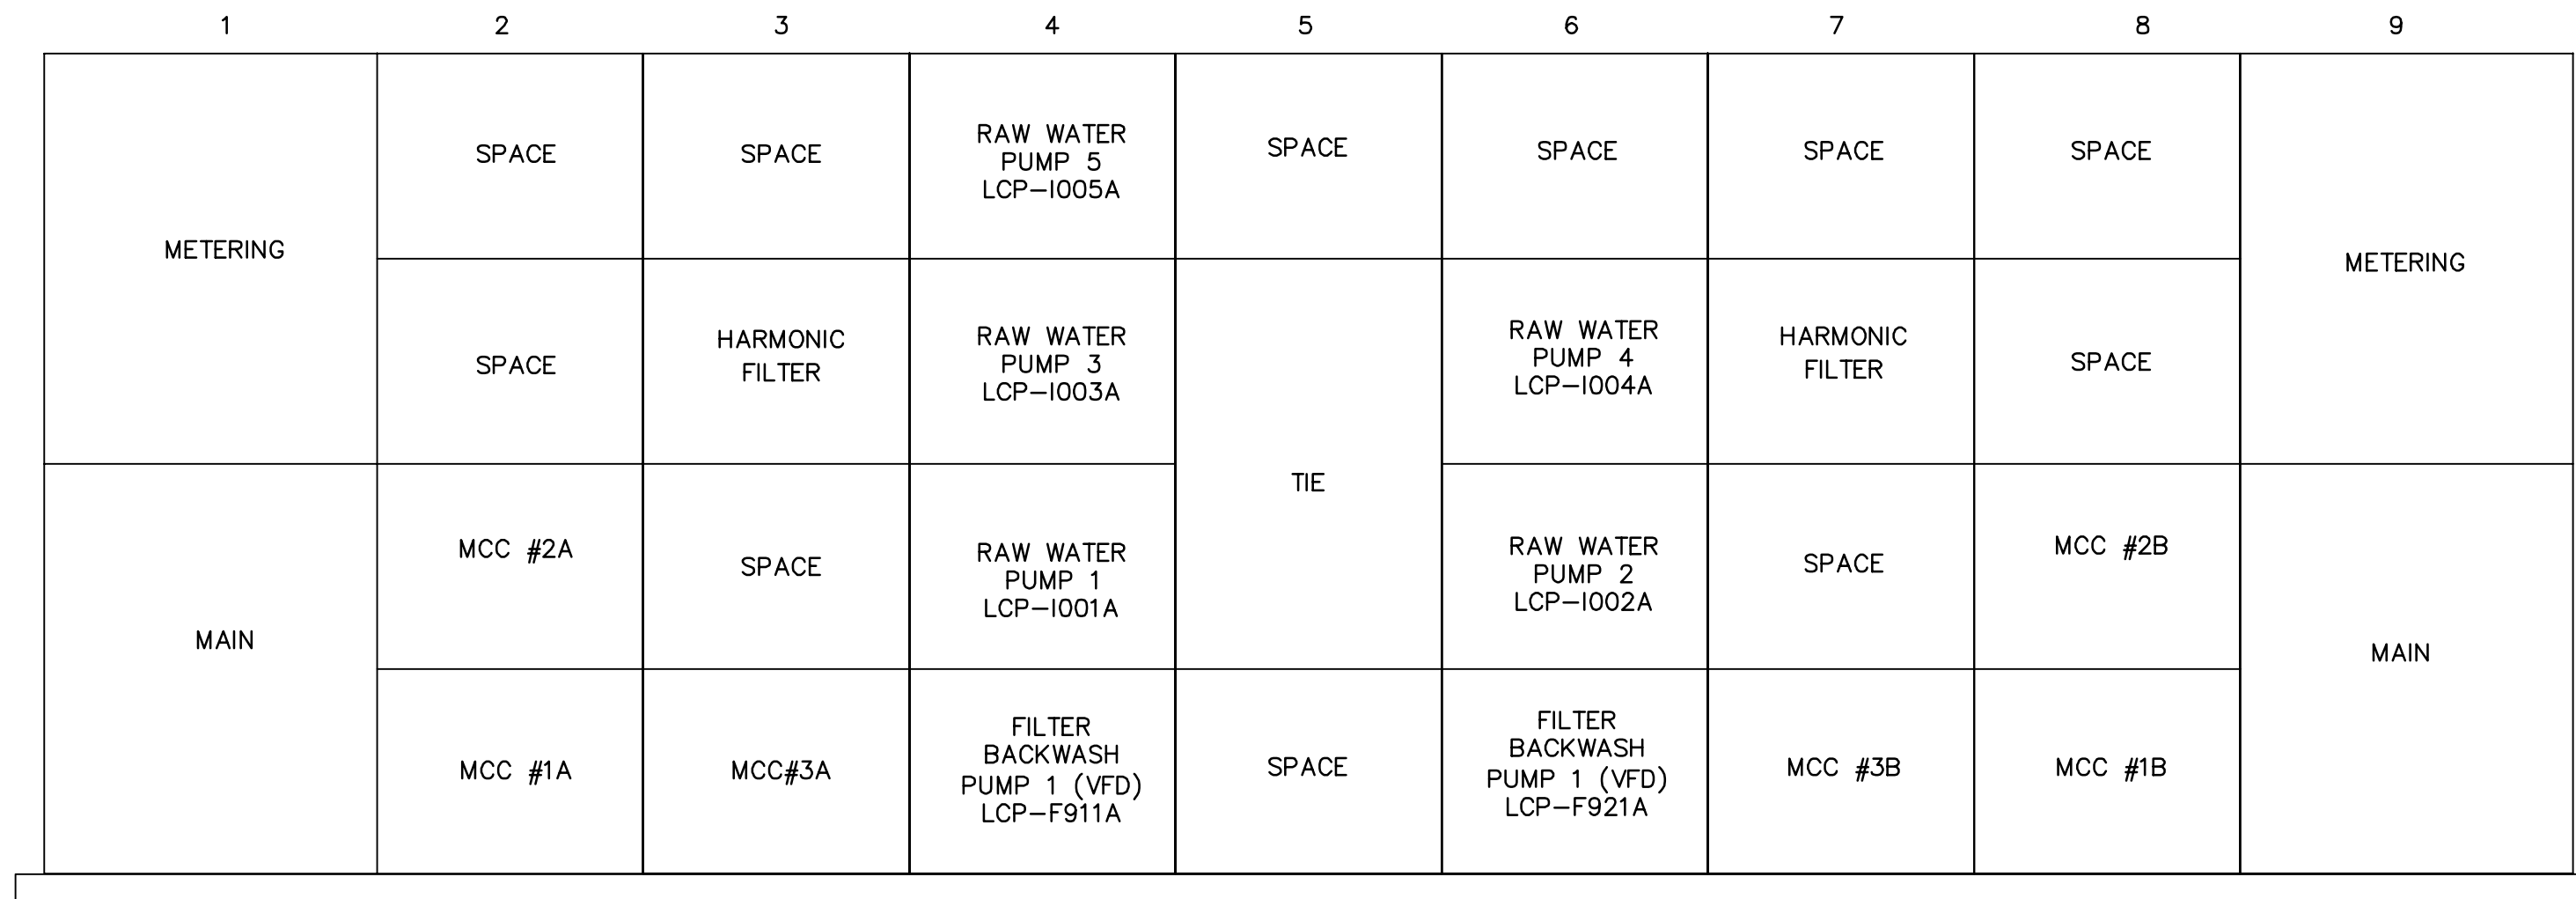 1 2 3 4 5 6 7 8 9
METERING
MAIN
SPACE
SPACE
MCC #2A
MCC #1A
SPACE
HARMONIC
FILTER
SPACE
MCC#3A
RAW WATER
PUMP 5
LCP-I005A
RAW WATER
PUMP 3
LCP-I003A
RAW WATER
PUMP 1
LCP-I001A
FILTER
BACKWASH
PUMP 1 (VFD)
LCP-F911A
SPACE
TIE
SPACE
SPACE
RAW WATER
PUMP 4
LCP-I004A
RAW WATER
PUMP 2
LCP-I002A
FILTER
BACKWASH
PUMP 1 (VFD)
LCP-F921A
SPACE
HARMONIC
FILTER
SPACE
MCC #3B
SPACE
SPACE
MCC #2B
MCC #1B
METERING
MAIN